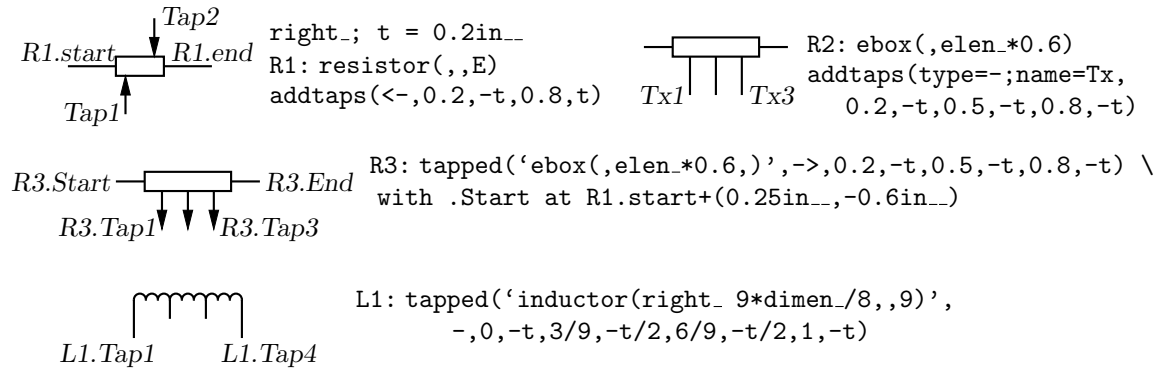 Tap2
R1.start
R1.end
Tap1
right_; t = 0.2in__
R1: resistor(,,E)
addtaps(<-,0.2,-t,0.8,t)
Tx1
Tx3
R2: ebox(,elen_*0.6)
addtaps(type=-;name=Tx,
0.2,-t,0.5,-t,0.8,-t)
R3.Start
R3.End
R3.Tap1
R3.Tap3
R3: tapped(‘ebox(,elen_*0.6,)’,->,0.2,-t,0.5,-t,0.8,-t) \
with .Start at R1.start+(0.25in__,-0.6in__)
L1.Tap1
L1.Tap4
L1: tapped(‘inductor(right_ 9*dimen_/8,,9)’,
-,0,-t,3/9,-t/2,6/9,-t/2,1,-t)